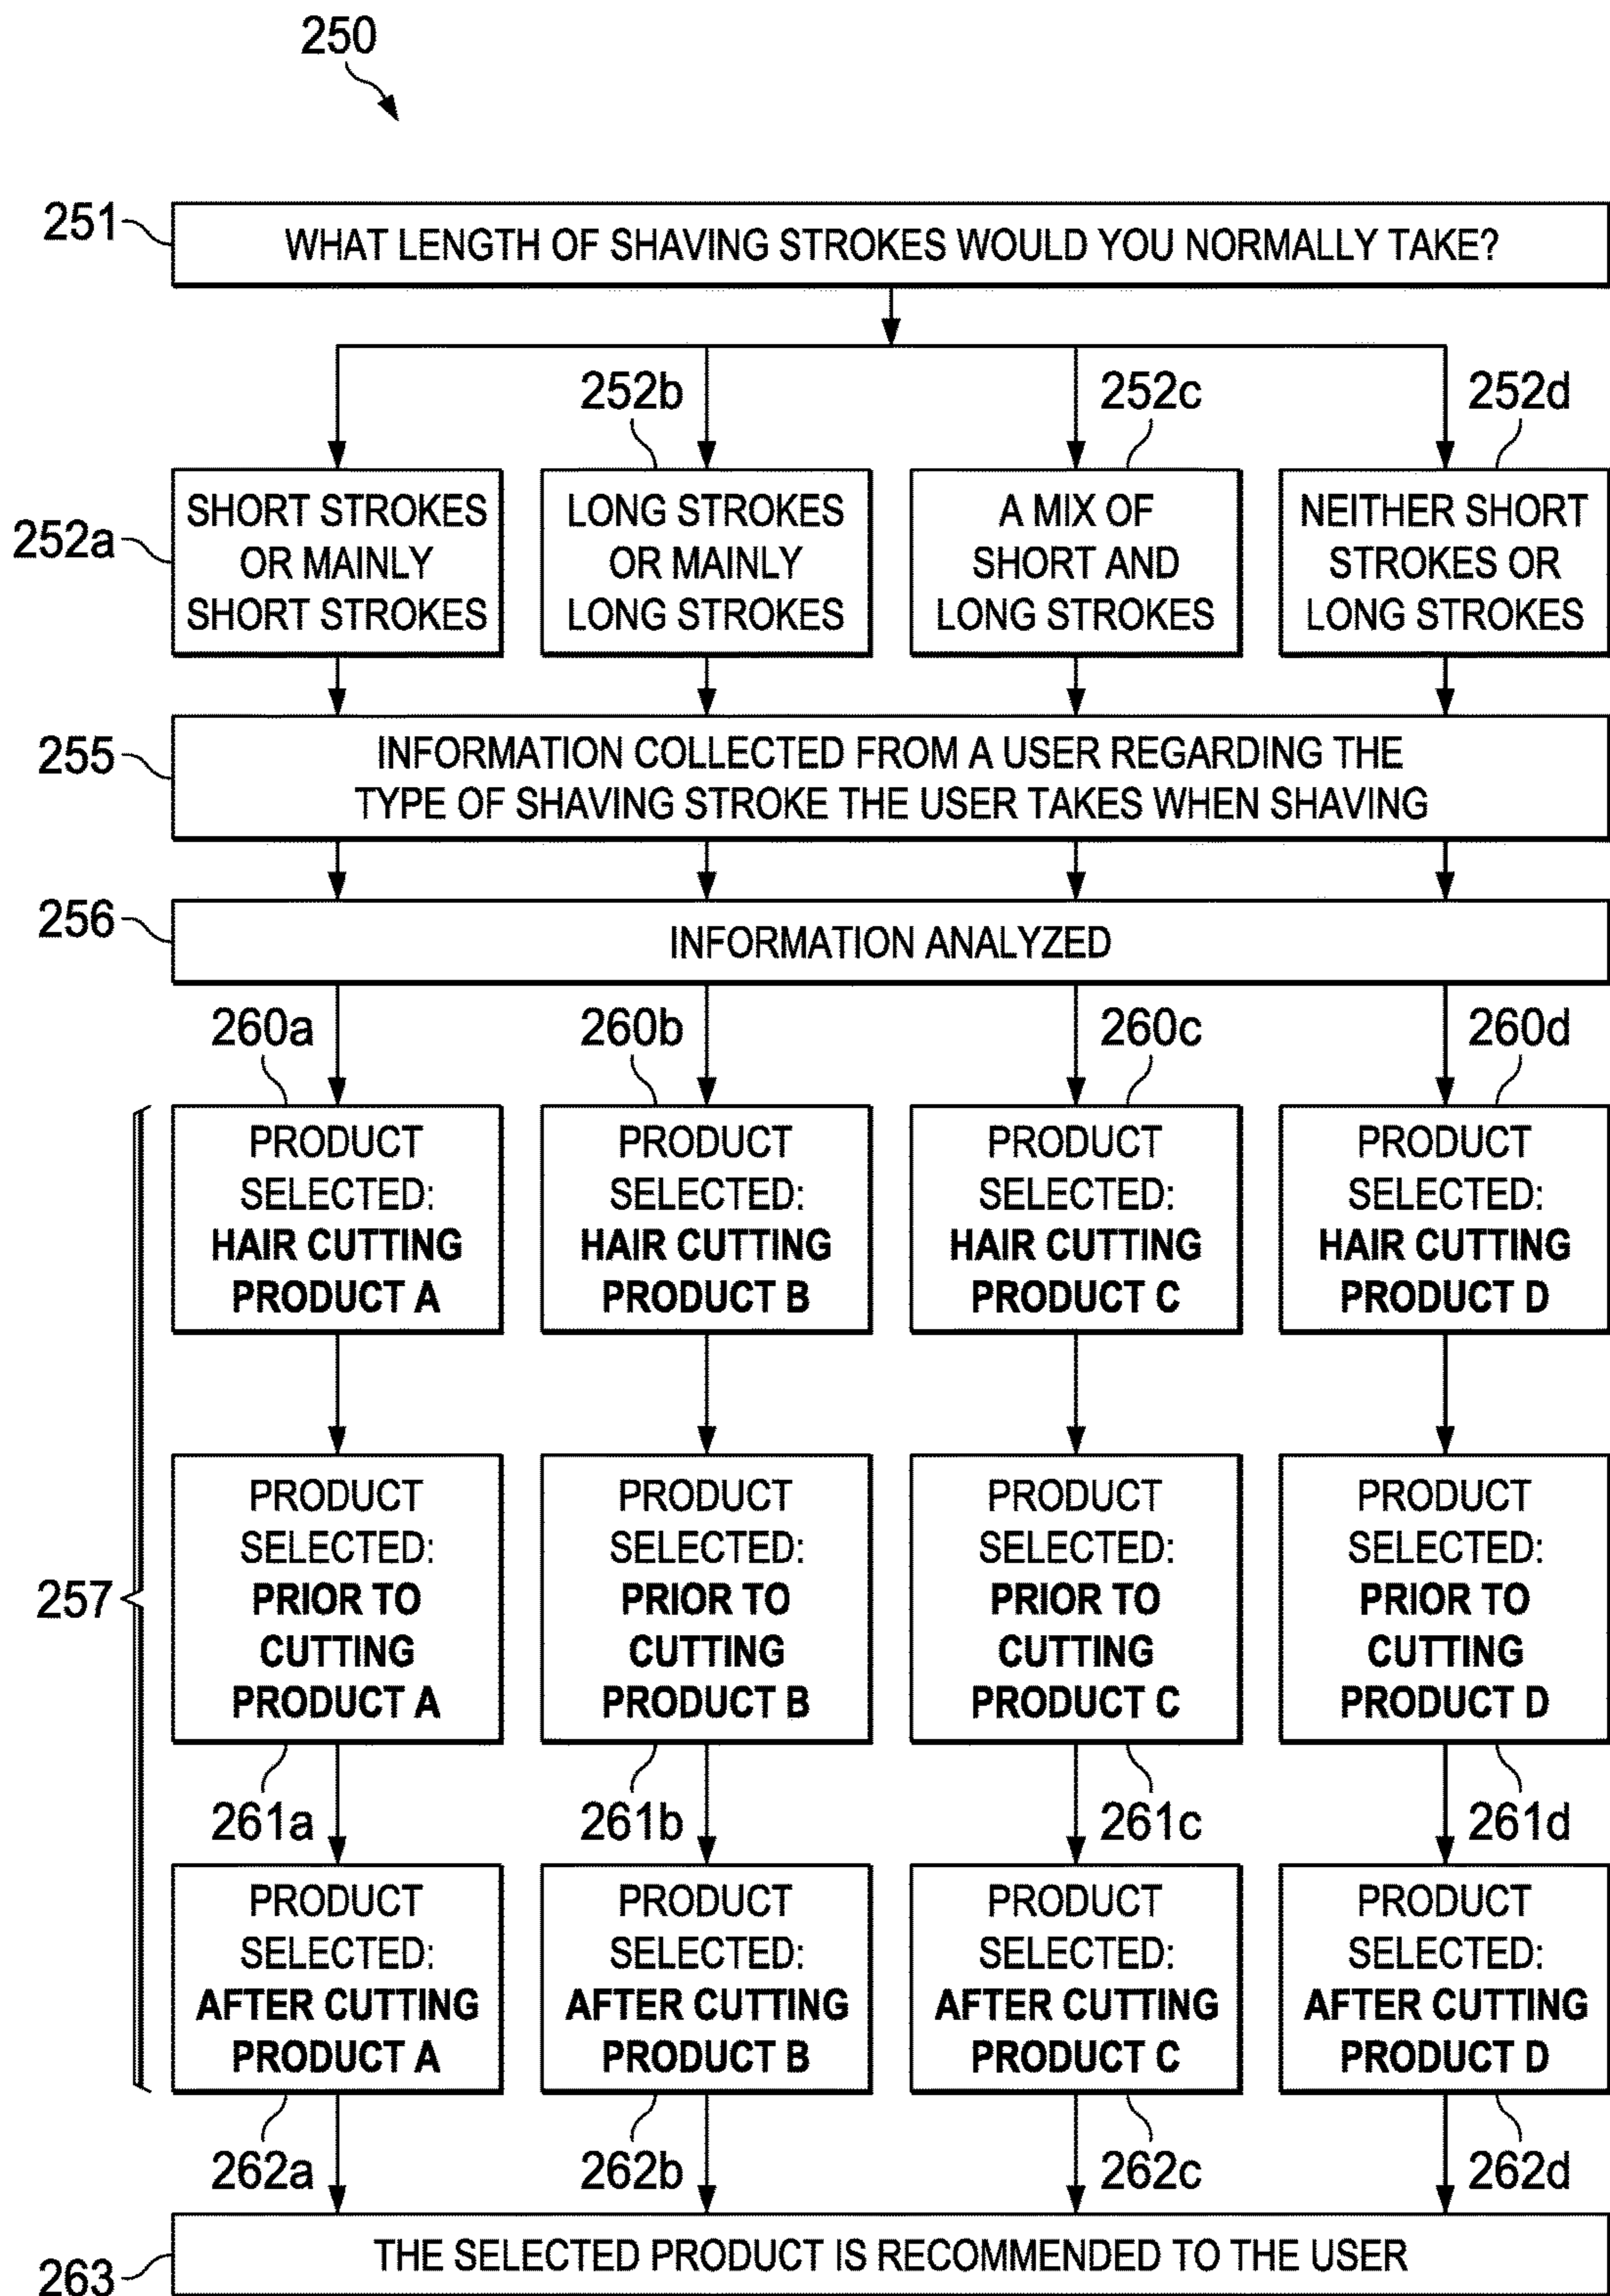 250
251
WHAT LENGTH OF SHAVING STROKES WOULD YOU NORMALLY TAKE?
252b
252c
252d
252a
SHORT STROKES
OR MAINLY
SHORT STROKES
LONG STROKES
OR MAINLY
LONG STROKES
A MIX OF
SHORT AND
LONG STROKES
NEITHER SHORT
STROKES OR
LONG STROKES
255
INFORMATION COLLECTED FROM A USER REGARDING THE
TYPE OF SHAVING STROKE THE USER TAKES WHEN SHAVING
256
INFORMATION ANALYZED
260a
260b
260c
260d
257
PRODUCT
SELECTED:
HAIR CUTTING
PRODUCT A
PRODUCT
SELECTED:
HAIR CUTTING
PRODUCT B
PRODUCT
SELECTED:
HAIR CUTTING
PRODUCT C
PRODUCT
SELECTED:
HAIR CUTTING
PRODUCT D
PRODUCT
SELECTED:
PRIOR TO
CUTTING
PRODUCT A
PRODUCT
SELECTED:
PRIOR TO
CUTTING
PRODUCT B
PRODUCT
SELECTED:
PRIOR TO
CUTTING
PRODUCT C
PRODUCT
SELECTED:
PRIOR TO
CUTTING
PRODUCT D
261a
261b
261c
261d
PRODUCT
SELECTED:
AFTER CUTTING
PRODUCT A
PRODUCT
SELECTED:
AFTER CUTTING
PRODUCT B
PRODUCT
SELECTED:
AFTER CUTTING
PRODUCT C
PRODUCT
SELECTED:
AFTER CUTTING
PRODUCT D
262a
262b
262c
262d
263
THE SELECTED PRODUCT IS RECOMMENDED TO THE USER